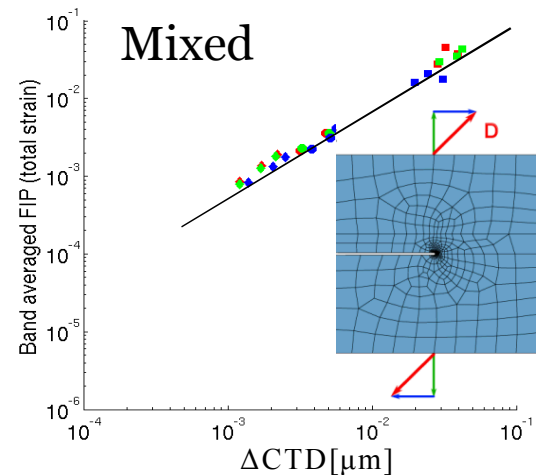 Mixed
Band averaged FIP (total strain)
10^-1
10^-2
10^-3
10^-4
10^-5
10^-6
D
10^-4
10^-3
10^-2
10^-1
ΔCTD[μm]